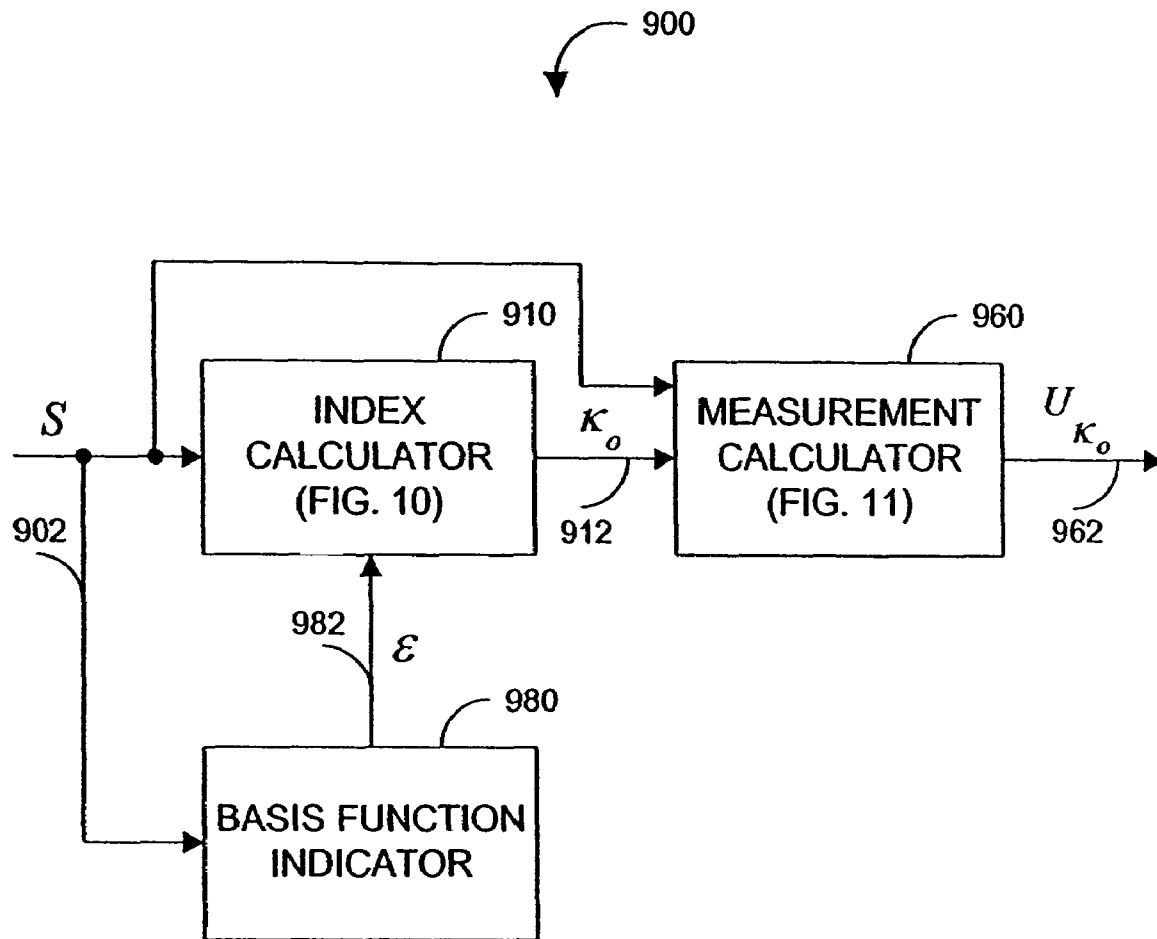 900
910
960
S
INDEX
CALCULATOR
(FIG. 10)
κo
MEASUREMENT
CALCULATOR
(FIG. 11)
Uκo
902
912
962
982
ε
980
BASIS FUNCTION
INDICATOR